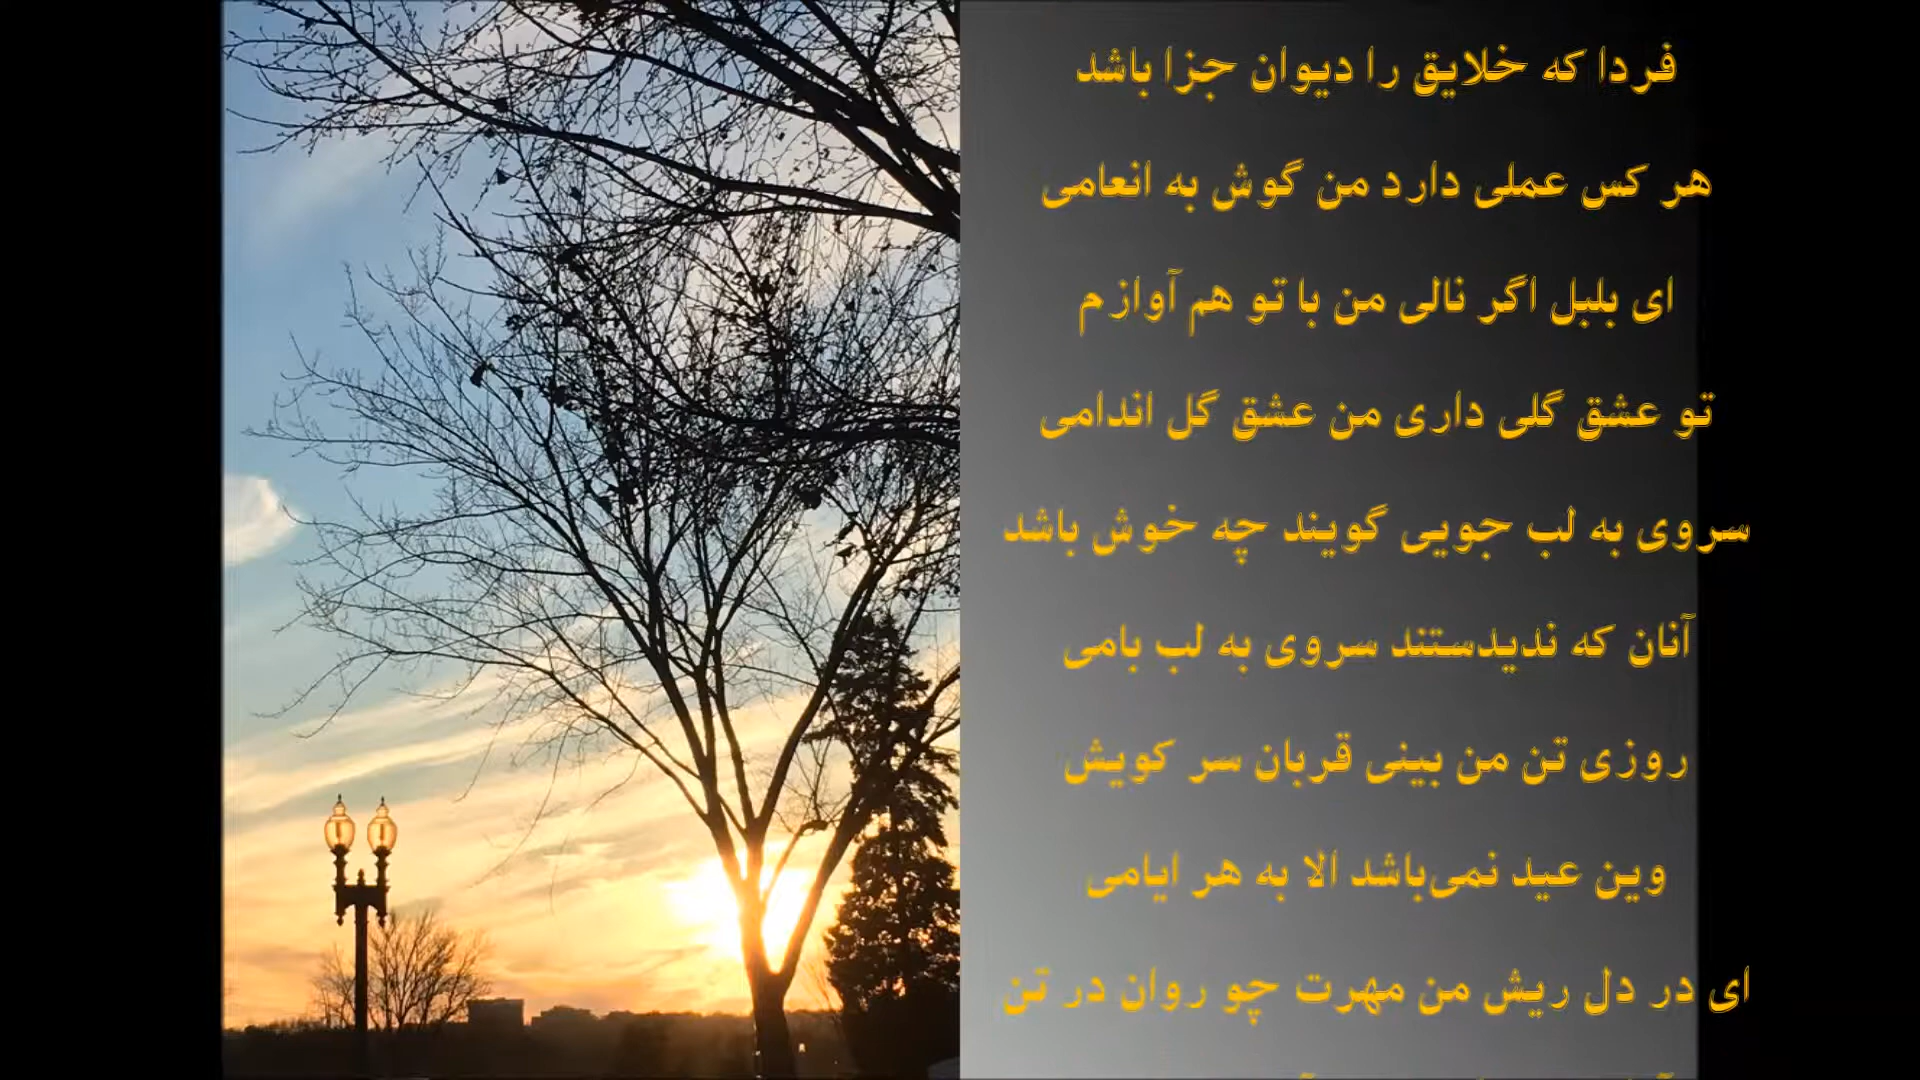 فردا که خلایق را دیوان جزا باشد
هر کس عملی دارد من گوش به انعامی
ای بلبل اگر نالی من با تو هم آوازم
تو عشق گلی داری من عشق گل اندامی
سروی به لب جویی گویند چه خوش باشد
آنان که ندیدستند سروی به لب بامی
روزی تن من بینی قربان سر کویش
وین عید نمی‌باشد الا به هر ایامی
ای در دل ریش من مهرت چو روان در تن